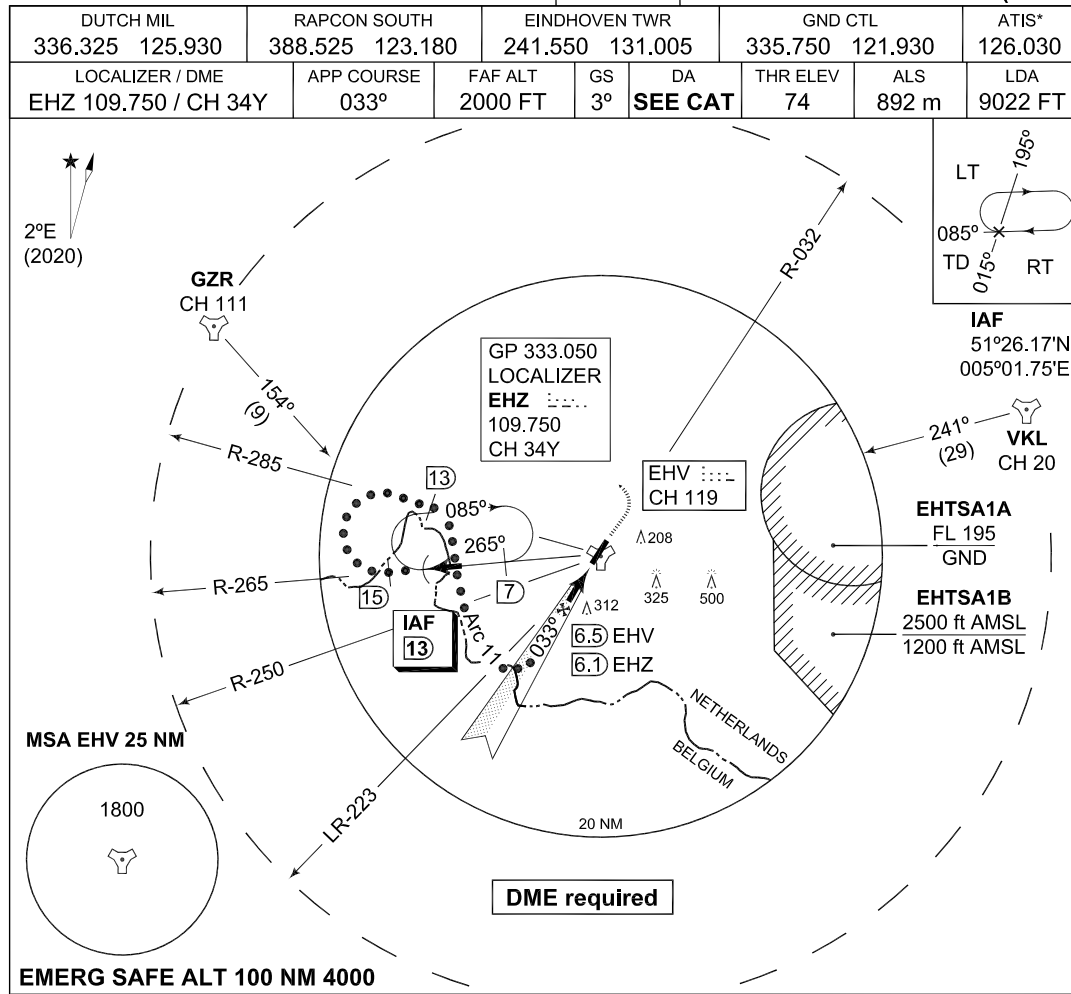 DUTCH MIL
336.325 125.930
RAPCON SOUTH
388.525 123.180
EINDHOVEN TWR
241.550 131.005
GND CTL
335.750 121.930
ATIS*
126.030
LOCALIZER / DME
EHZ 109.750 / CH 34Y
APP COURSE
033º
FAF ALT
2000 FT
GS
3º
DA
SEE CAT
THR ELEV
74
ALS
892 m
LDA
9022 FT
2ºE
(2020)
LT
195º
085º
TD
015º
RT
IAF
51º26.17'N
005º01.75'E
GZR
CH 111
154º
(9)
R-032
GP 333.050
LOCALIZER
EHZ
109.750
CH 34Y
241º
(29)
VKL
CH 20
R-285
13
085º
EHV
CH 119
265º
208
EHTSA1A
FL 195
GND
R-265
15
7
325
500
312
EHTSA1B
2500 ft AMSL
1200 ft AMSL
IAF
13
Arc 11
033º
6.5 EHV
6.1 EHZ
R-250
NETHERLANDS
BELGIUM
MSA EHV 25 NM
1800
LR-223
20 NM
DME required
EMERG SAFE ALT 100 NM 4000